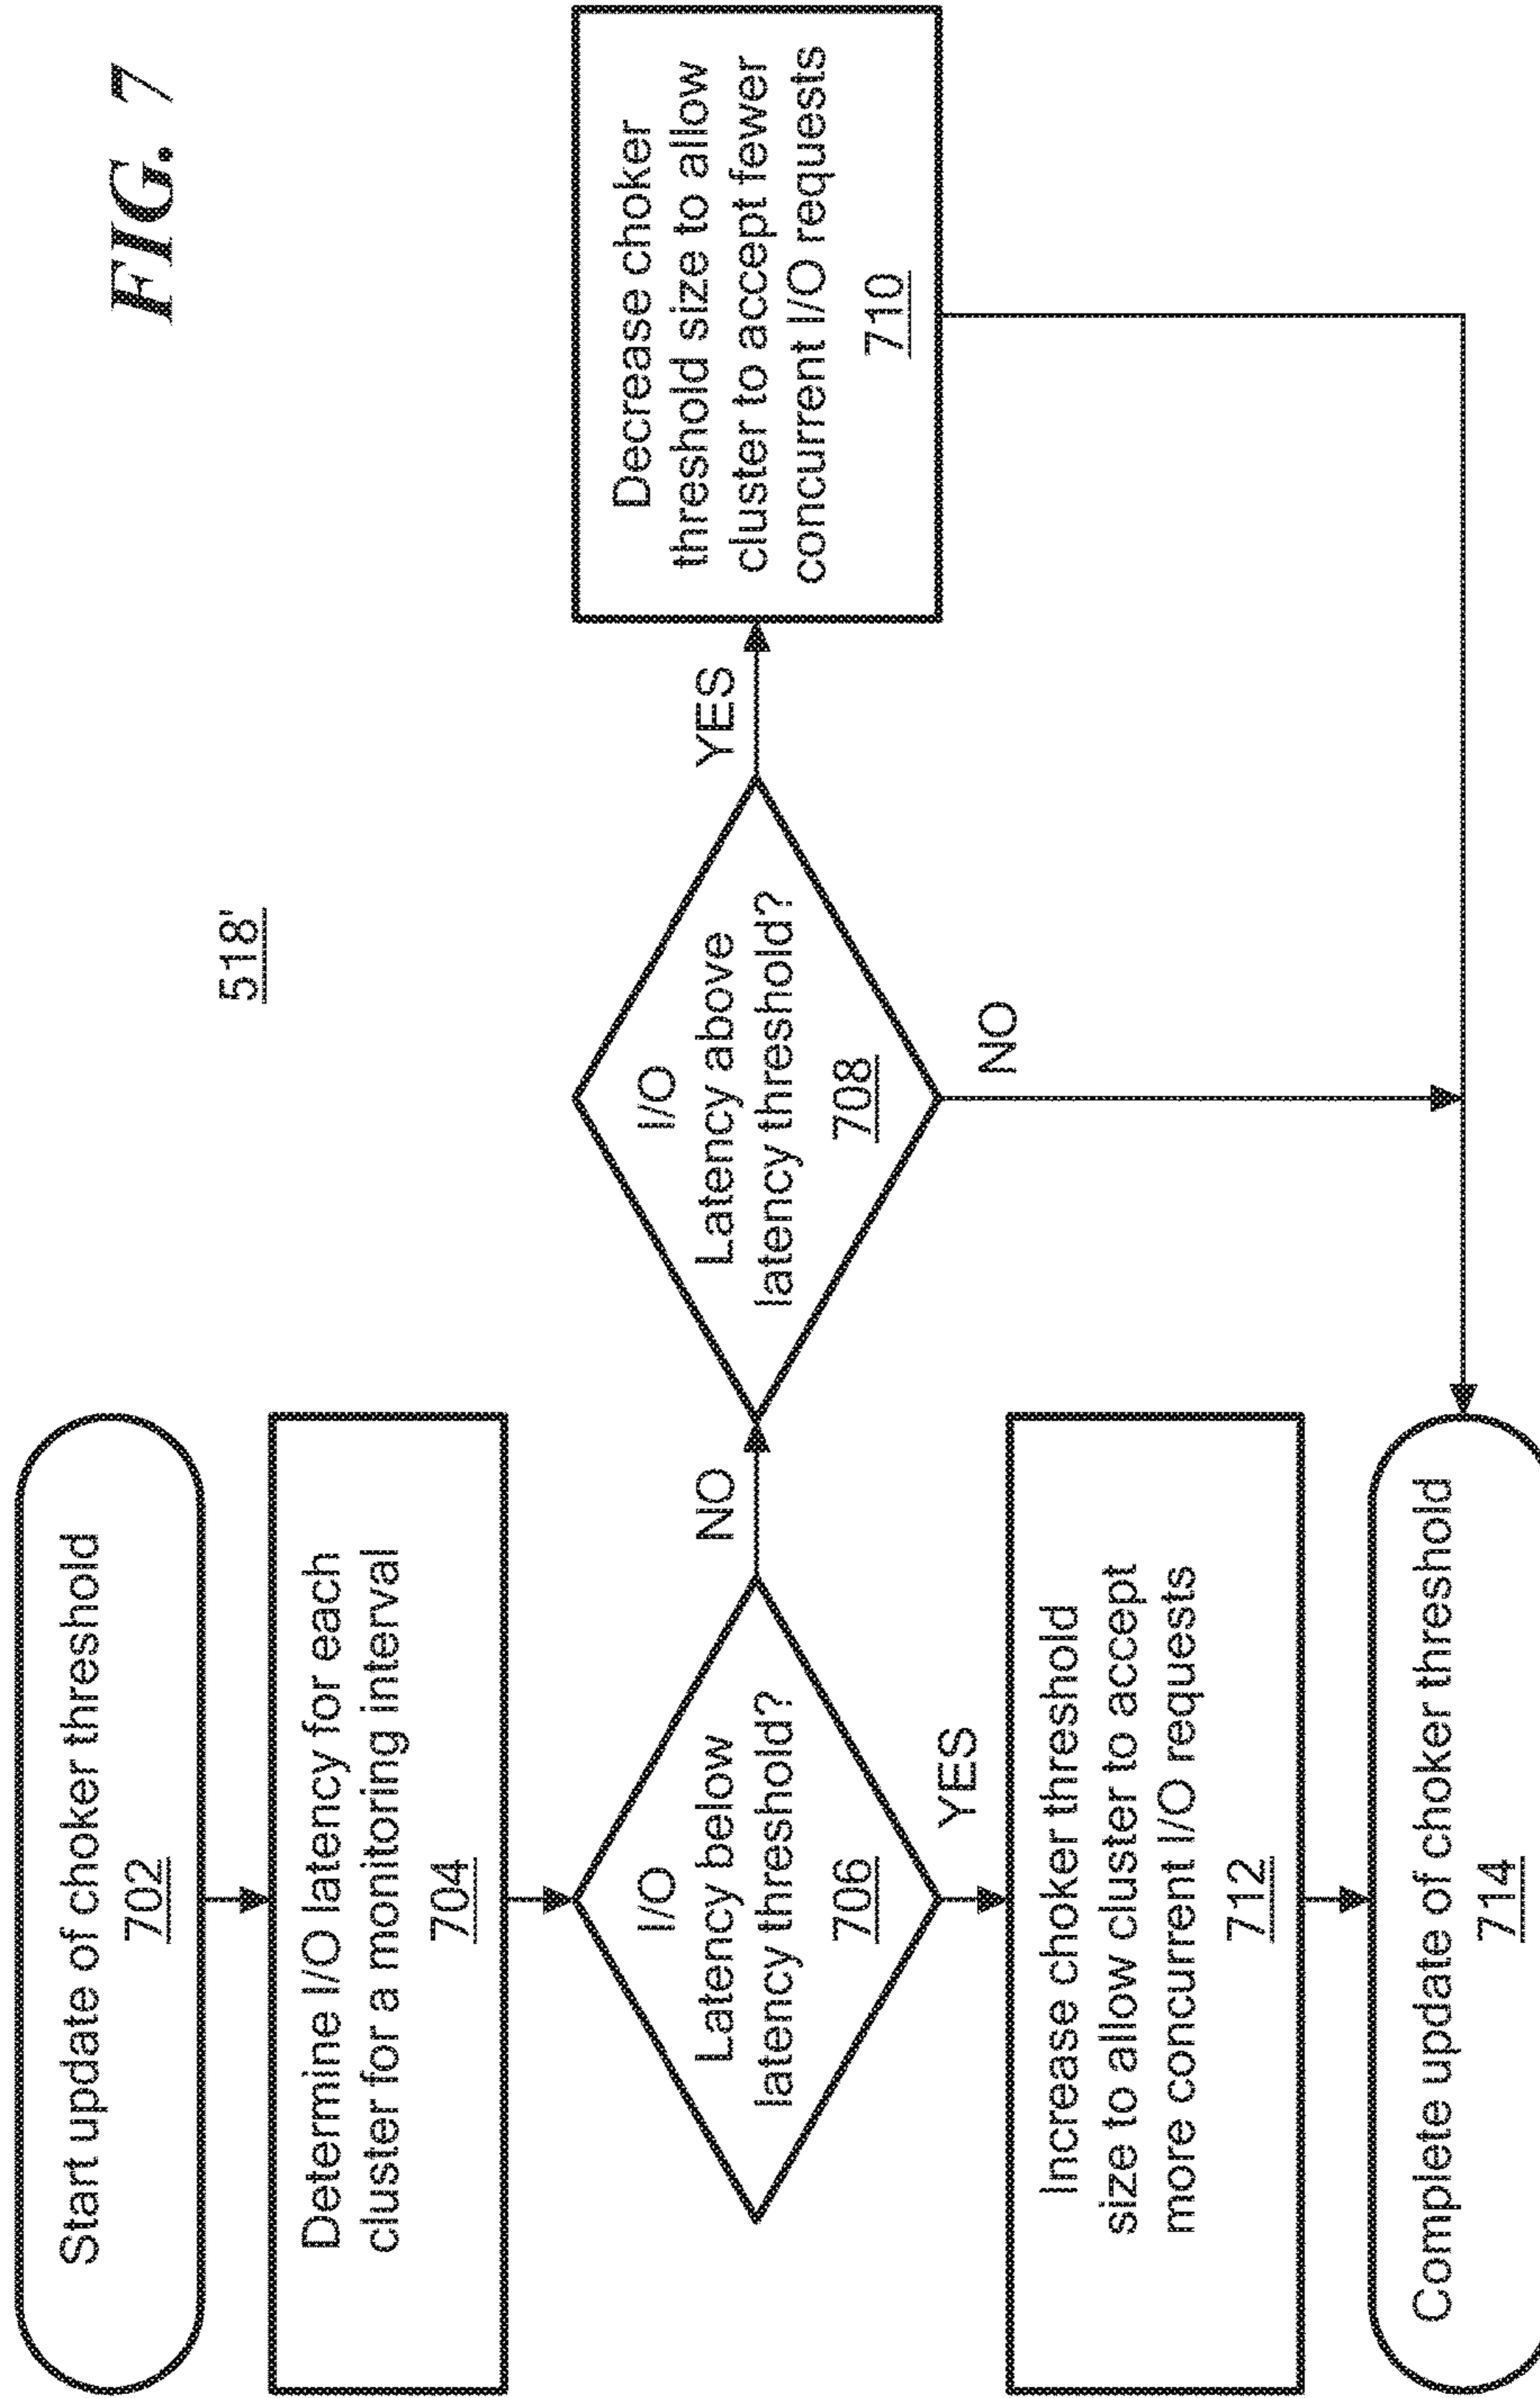 FIG. 7
518'
Start update of choker threshold
702
Determine I/O latency for each
cluster for a monitoring interval
704
I/O
Latency below
latency threshold?
706
NO
YES
I/O
Latency above
latency threshold?
708
YES
NO
Decrease choker
threshold size to allow
cluster to accept fewer
concurrent I/O requests
710
Increase choker threshold
size to allow cluster to accept
more concurrent I/O requests
712
Complete update of choker threshold
714